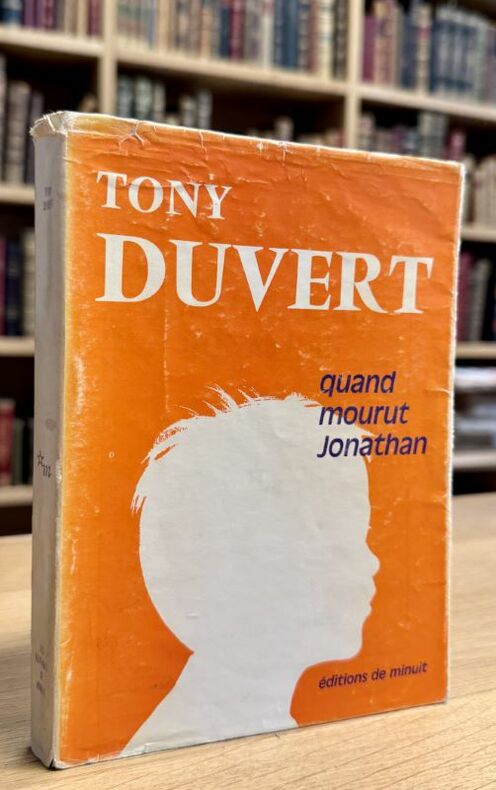 TONY
DUVERT
quand
mourut
Jonathan
éditions de minuit